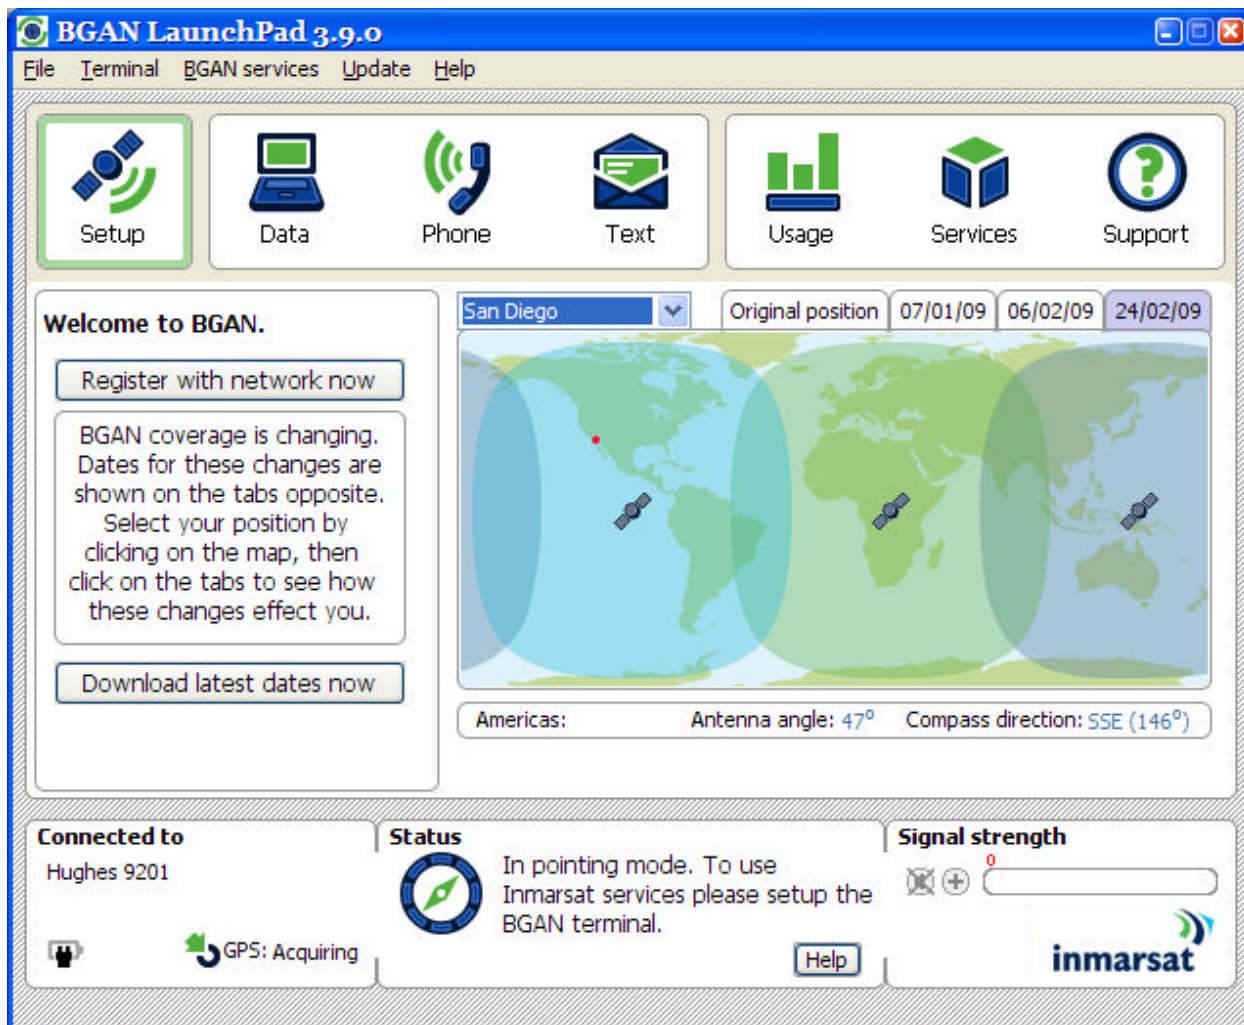 BGAN LaunchPad 3.9.0
File Terminal BGAN services Update Help
Setup
Data
Phone
Text
Usage
Services
Support
Welcome to BGAN.
Register with network now
BGAN coverage is changing.
Dates for these changes are
shown on the tabs opposite.
Select your position by
clicking on the map, then
click on the tabs to see how
these changes effect you.
Download latest dates now
San Diego
Original position 07/01/09 06/02/09 24/02/09
Americas: Antenna angle: 47⁰ Compass direction: SSE (146⁰)
Connected to
Hughes 9201
GPS: Acquiring
Status
In pointing mode. To use
Inmarsat services please setup the
BGAN terminal.
Help
Signal strength
0
inmarsat